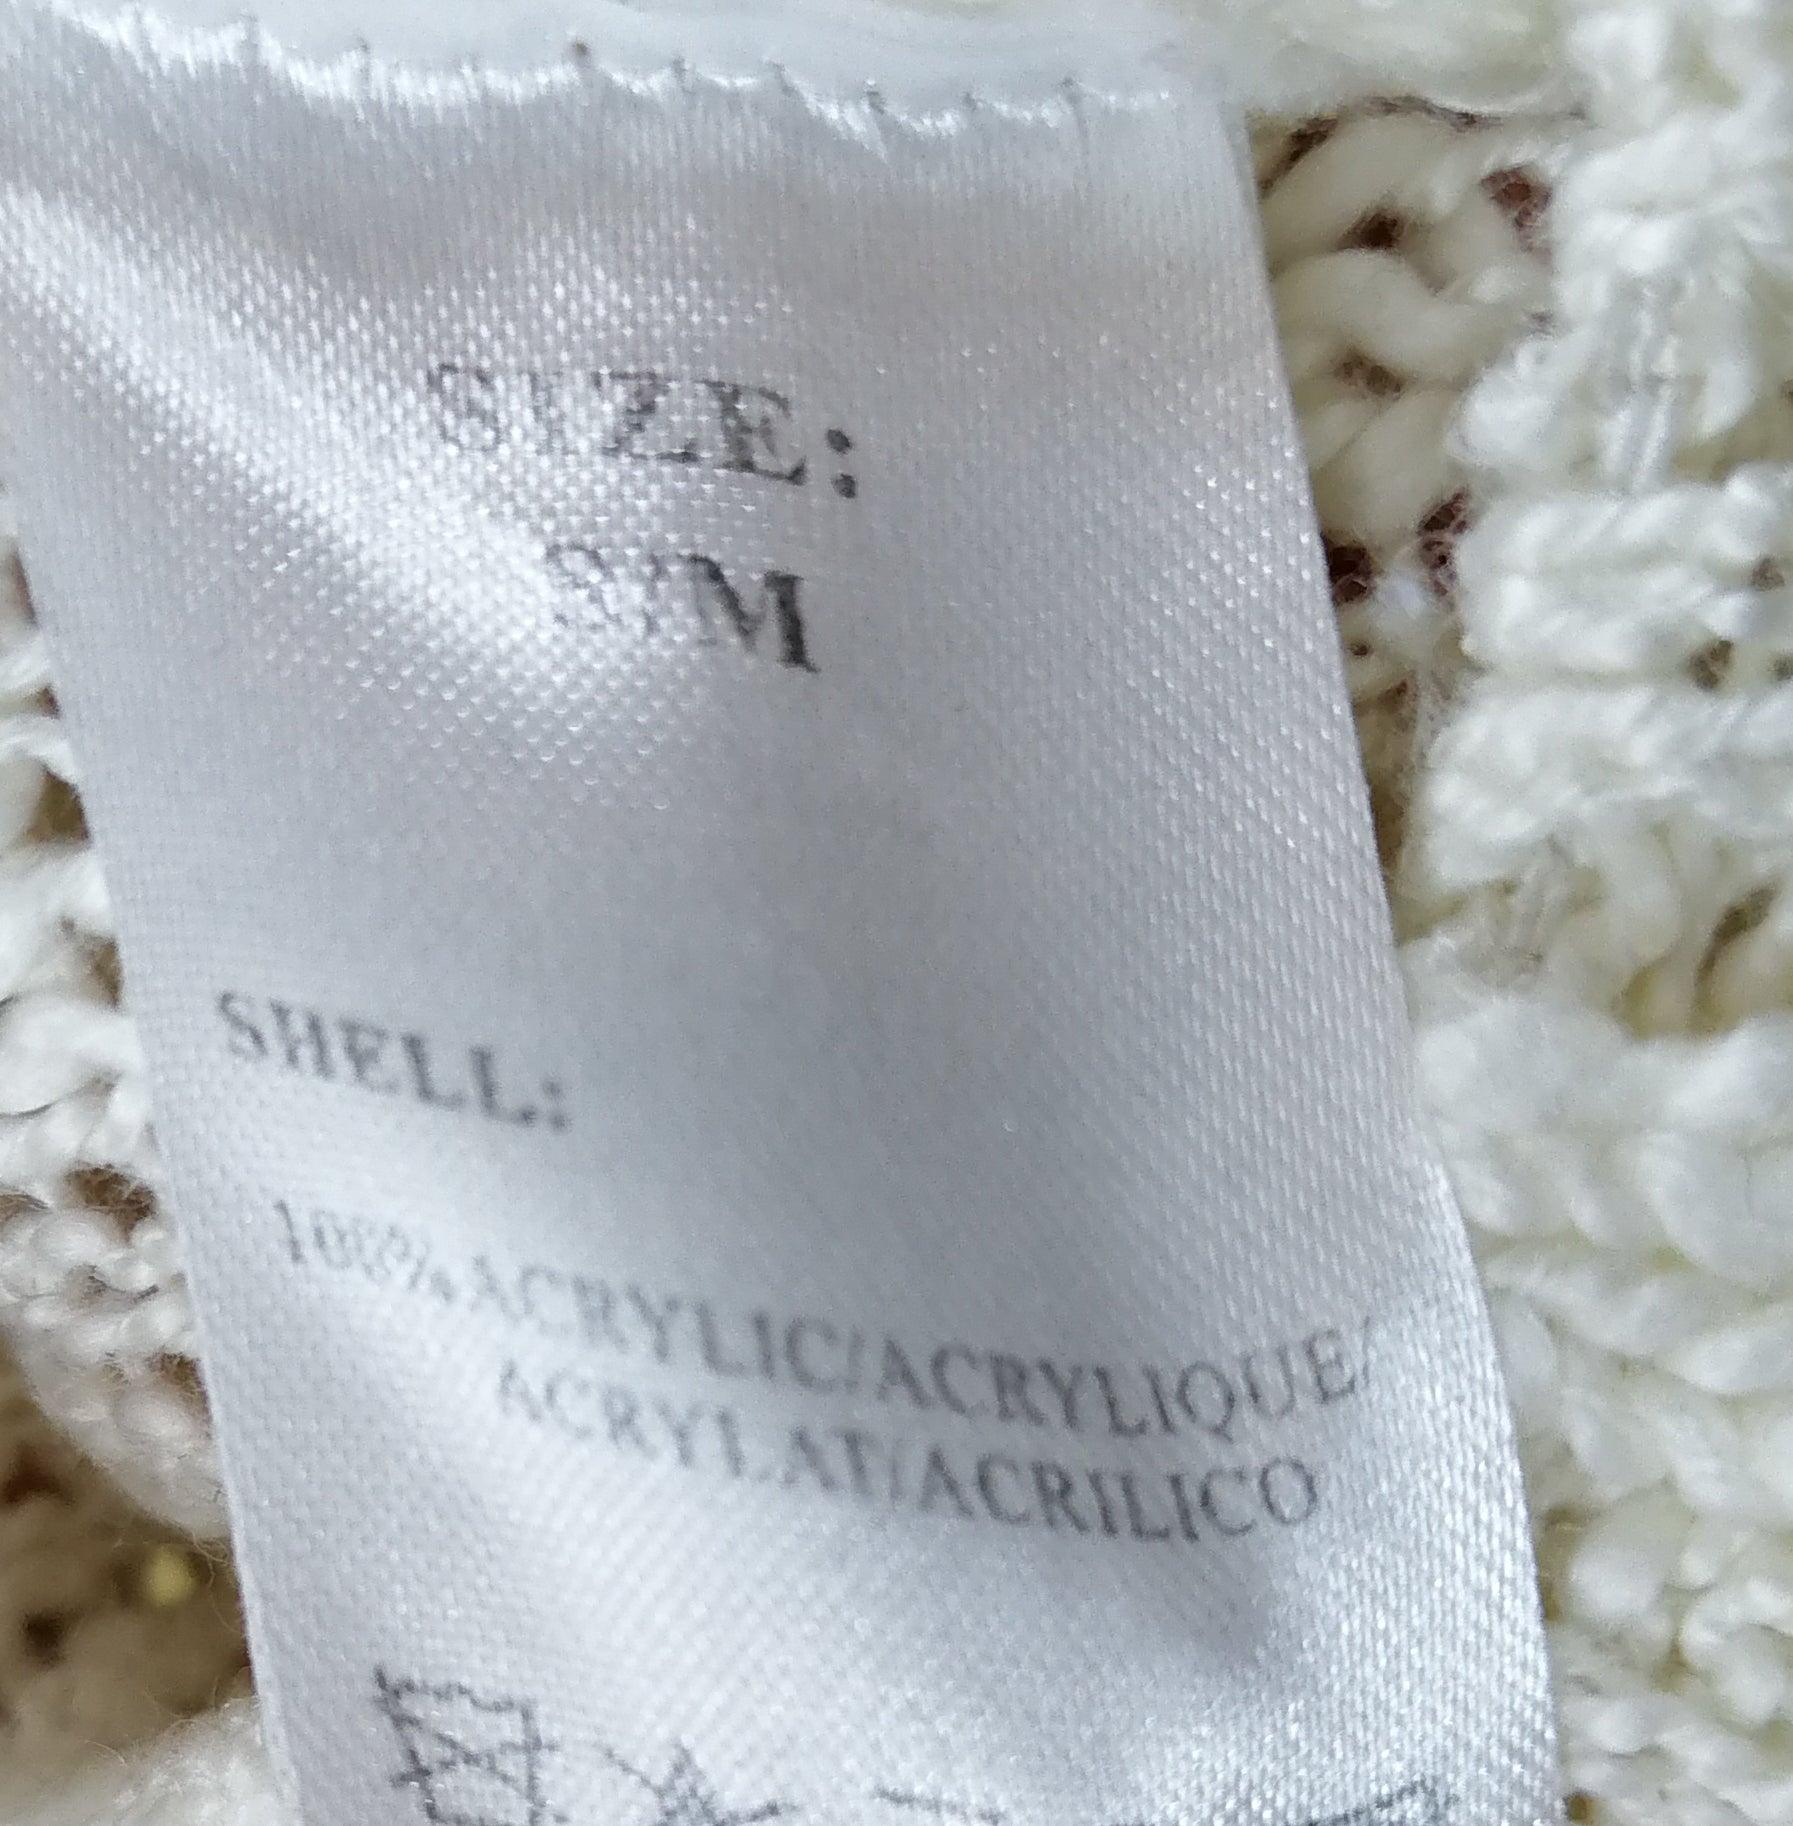 SIZE:
S/M
SHELL:
100% ACRYLIC/ACRYLIQUE/
ACRYLAT/ACRILICO